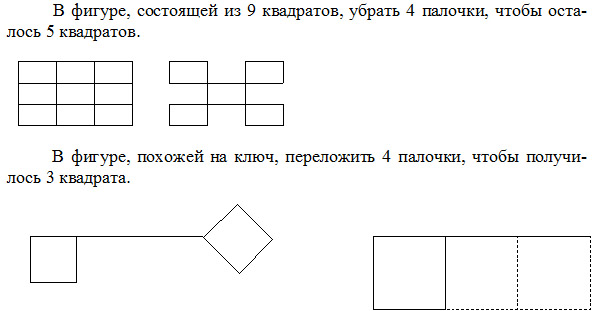 В фигуре, состоящей из 9 квадратов, убрать 4 палочки, чтобы оста-
лось 5 квадратов.
В фигуре, похожей на ключ, переложить 4 палочки, чтобы получи-
лось 3 квадрата.